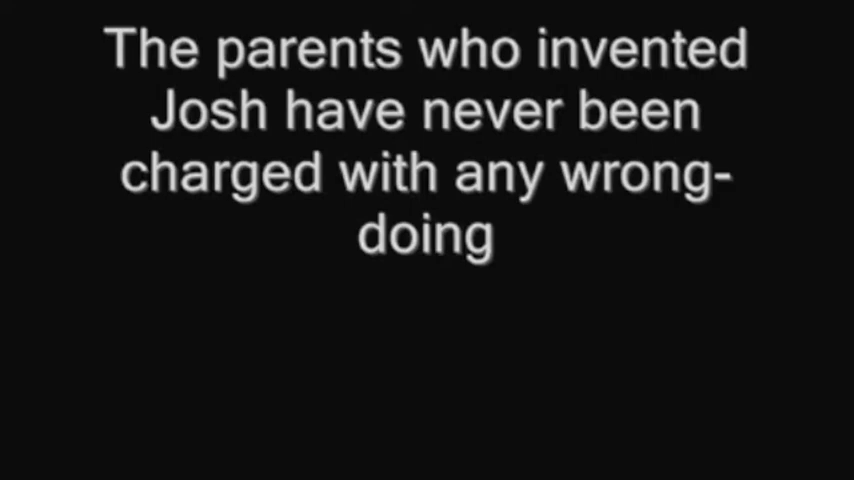 The parents who invented
Josh have never been
charged with any wrong-
doing